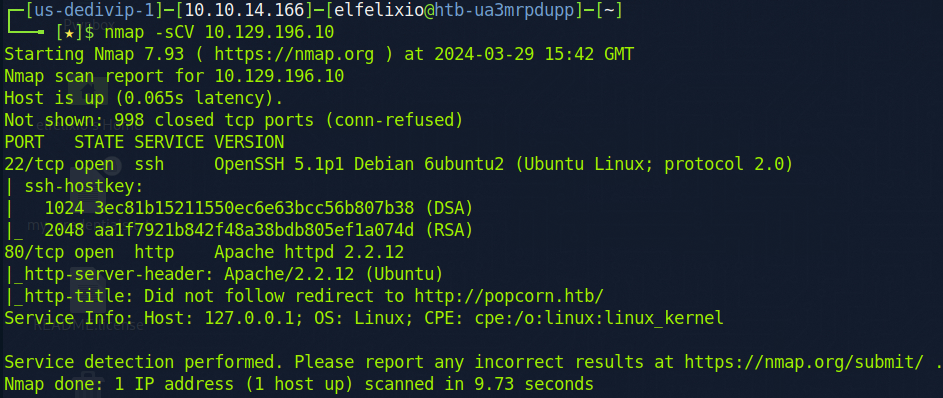 ┌─[us-dedivip-1]─[10.10.14.166]─[elfelixio@htb-ua3mrpdupp]─[~]
└──╼ [★]$ nmap -sCV 10.129.196.10
Starting Nmap 7.93 ( https://nmap.org ) at 2024-03-29 15:42 GMT
Nmap scan report for 10.129.196.10
Host is up (0.065s latency).
Not shown: 998 closed tcp ports (conn-refused)
PORT   STATE SERVICE VERSION
22/tcp open  ssh     OpenSSH 5.1p1 Debian 6ubuntu2 (Ubuntu Linux; protocol 2.0)
| ssh-hostkey:
|   1024 3ec81b15211550ec6e63bcc56b807b38 (DSA)
|_  2048 aa1f7921b842f48a38bdb805ef1a074d (RSA)
80/tcp open  http    Apache httpd 2.2.12
|_http-server-header: Apache/2.2.12 (Ubuntu)
|_http-title: Did not follow redirect to http://popcorn.htb/
Service Info: Host: 127.0.0.1; OS: Linux; CPE: cpe:/o:linux:linux_kernel

Service detection performed. Please report any incorrect results at https://nmap.org/submit/ .
Nmap done: 1 IP address (1 host up) scanned in 9.73 seconds